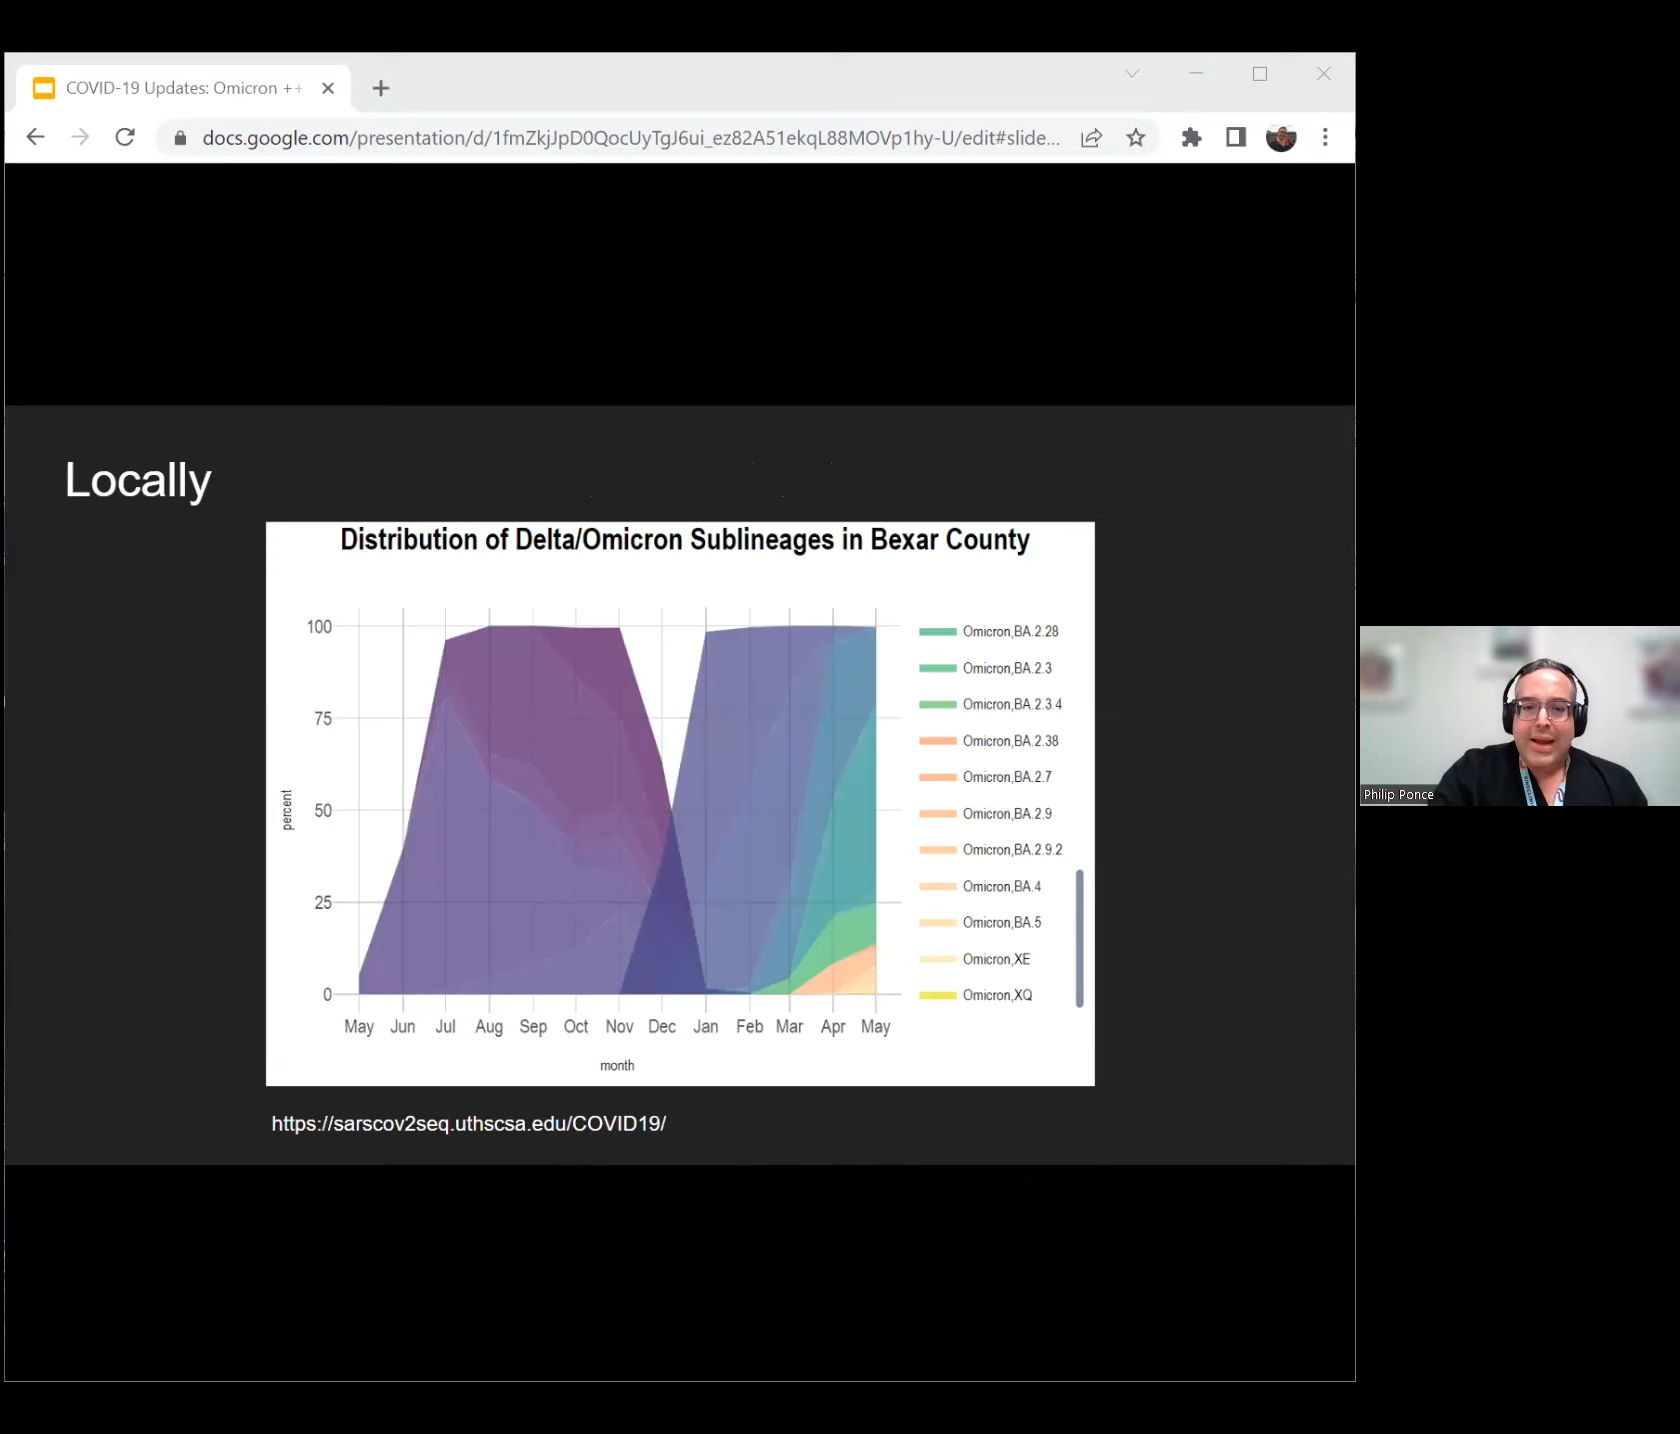 COVID-19 Updates: Omicron ++
docs.google.com/presentation/d/1fmZkjJpD0QocUyTgJ6ui_ez82A51ekqL88MOVp1hy-U/edit#slide...
Locally
Distribution of Delta/Omicron Sublineages in Bexar County
100
75
50
25
0
percent
May Jun Jul Aug Sep Oct Nov Dec Jan Feb Mar Apr May
month
Omicron,BA.2.28
Omicron,BA.2.3
Omicron,BA.2.3.4
Omicron,BA.2.38
Omicron,BA.2.7
Omicron,BA.2.9
Omicron,BA.2.9.2
Omicron,BA.4
Omicron,BA.5
Omicron,XE
Omicron,XQ
https://sarscov2seq.uthscsa.edu/COVID19/
Philip Ponce